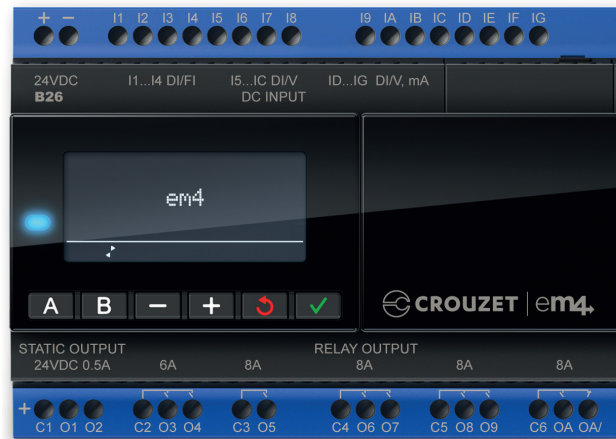 + − I1 I2 I3 I4 I5 I6 I7 I8 I9 IA IB IC ID IE IF IG
24VDC I1...I4 DI/FI I5...IC DI/V ID...IG DI/V, mA
B26 DC INPUT
em4
A B − +
CROUZET em4
STATIC OUTPUT RELAY OUTPUT
24VDC 0.5A 6A 8A 8A 8A 8A
+ C1 O1 O2 C2 O3 O4 C3 O5 C4 O6 O7 C5 O8 O9 C6 OA OA/